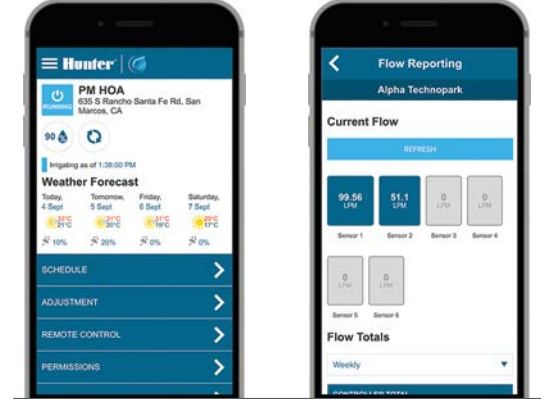 Hunter
RUNNING
PM HOA
635 S Rancho Santa Fe Rd, San
Marcos, CA
90
Irrigating as of 1:38:00 PM
Weather Forecast
Today, Tomorrow, Friday, Saturday,
4 Sept 5 Sept 6 Sept 7 Sept
10% 20% 0% 0%
SCHEDULE
ADJUSTMENT
REMOTE CONTROL
PERMISSIONS
Flow Reporting
Alpha Technopark
Current Flow
REFRESH
99.56 51.1 0 0
LPM LPM LPM LPM
Sensor 1 Sensor 2 Sensor 3 Sensor 4
0 0
LPM LPM
Sensor 5 Sensor 6
Flow Totals
Weekly
CONTROLLER TOTAL